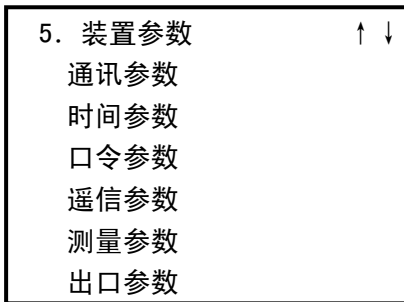 5. 装置参数 ↑ ↓
通讯参数
时间参数
口令参数
遥信参数
测量参数
出口参数